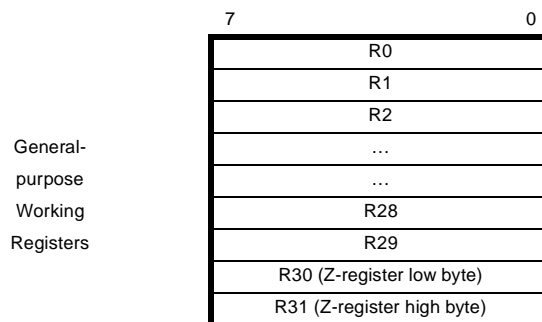 7 0
R0
R1
R2
General- …
purpose …
Working R28
Registers R29
R30 (Z-register low byte)
R31 (Z-register high byte)